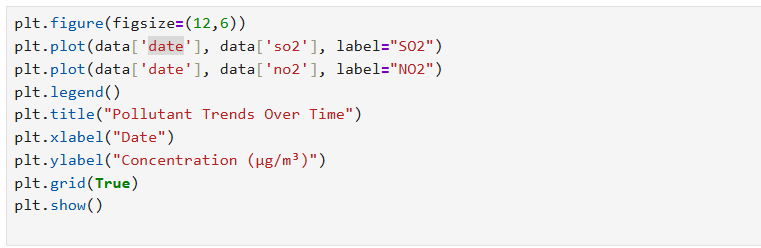 plt.figure(figsize=(12,6))
plt.plot(data['date'], data['so2'], label="SO2")
plt.plot(data['date'], data['no2'], label="NO2")
plt.legend()
plt.title("Pollutant Trends Over Time")
plt.xlabel("Date")
plt.ylabel("Concentration (µg/m³)")
plt.grid(True)
plt.show()